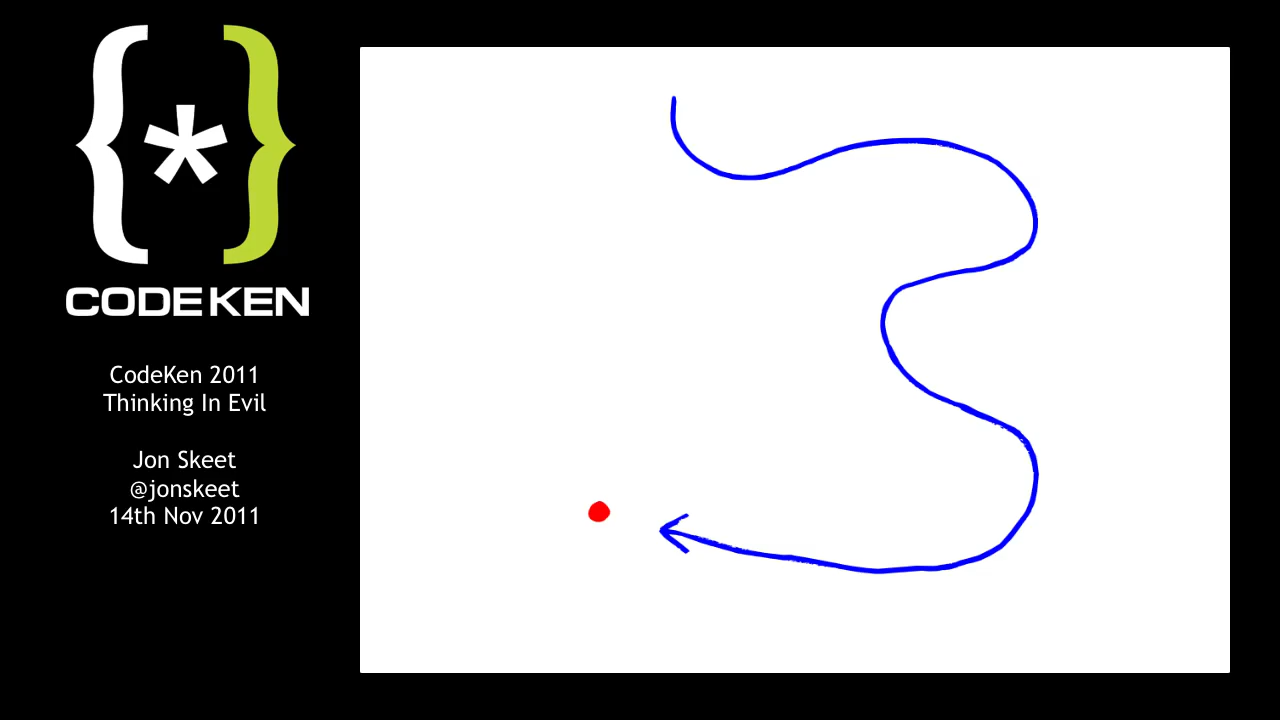 {*}
CODEKEN
CodeKen 2011
Thinking In Evil
Jon Skeet
@jonskeet
14th Nov 2011